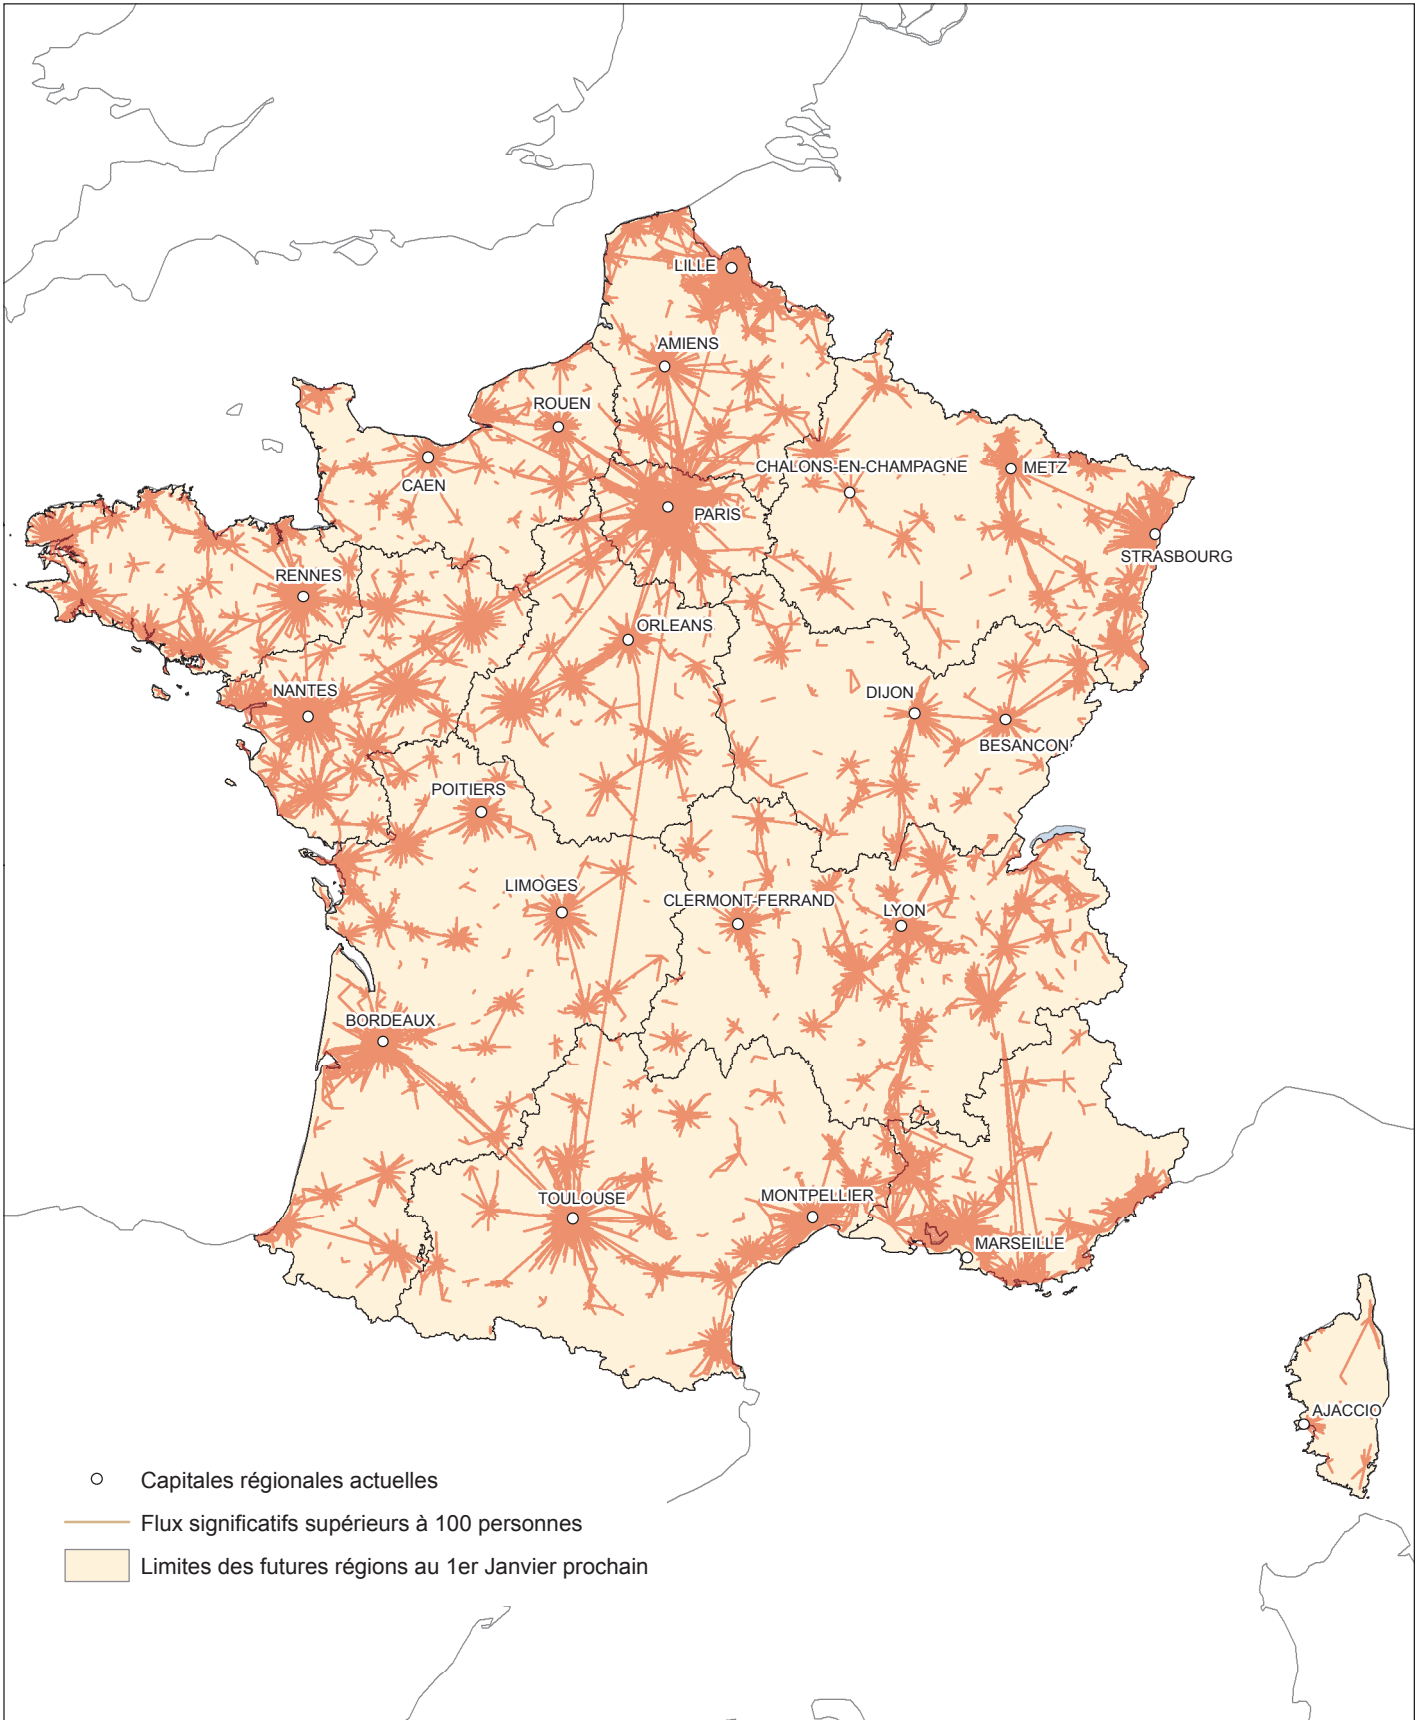 LILLE
AMIENS
ROUEN
CHALONS-EN-CHAMPAGNE
METZ
CAEN
PARIS
STRASBOURG
RENNES
ORLEANS
NANTES
DIJON
BESANCON
POITIERS
LIMOGES
CLERMONT-FERRAND
LYON
BORDEAUX
TOULOUSE
MONTPELLIER
MARSEILLE
AJACCIO
Capitales régionales actuelles
Flux significatifs supérieurs à 100 personnes
Limites des futures régions au 1er Janvier prochain